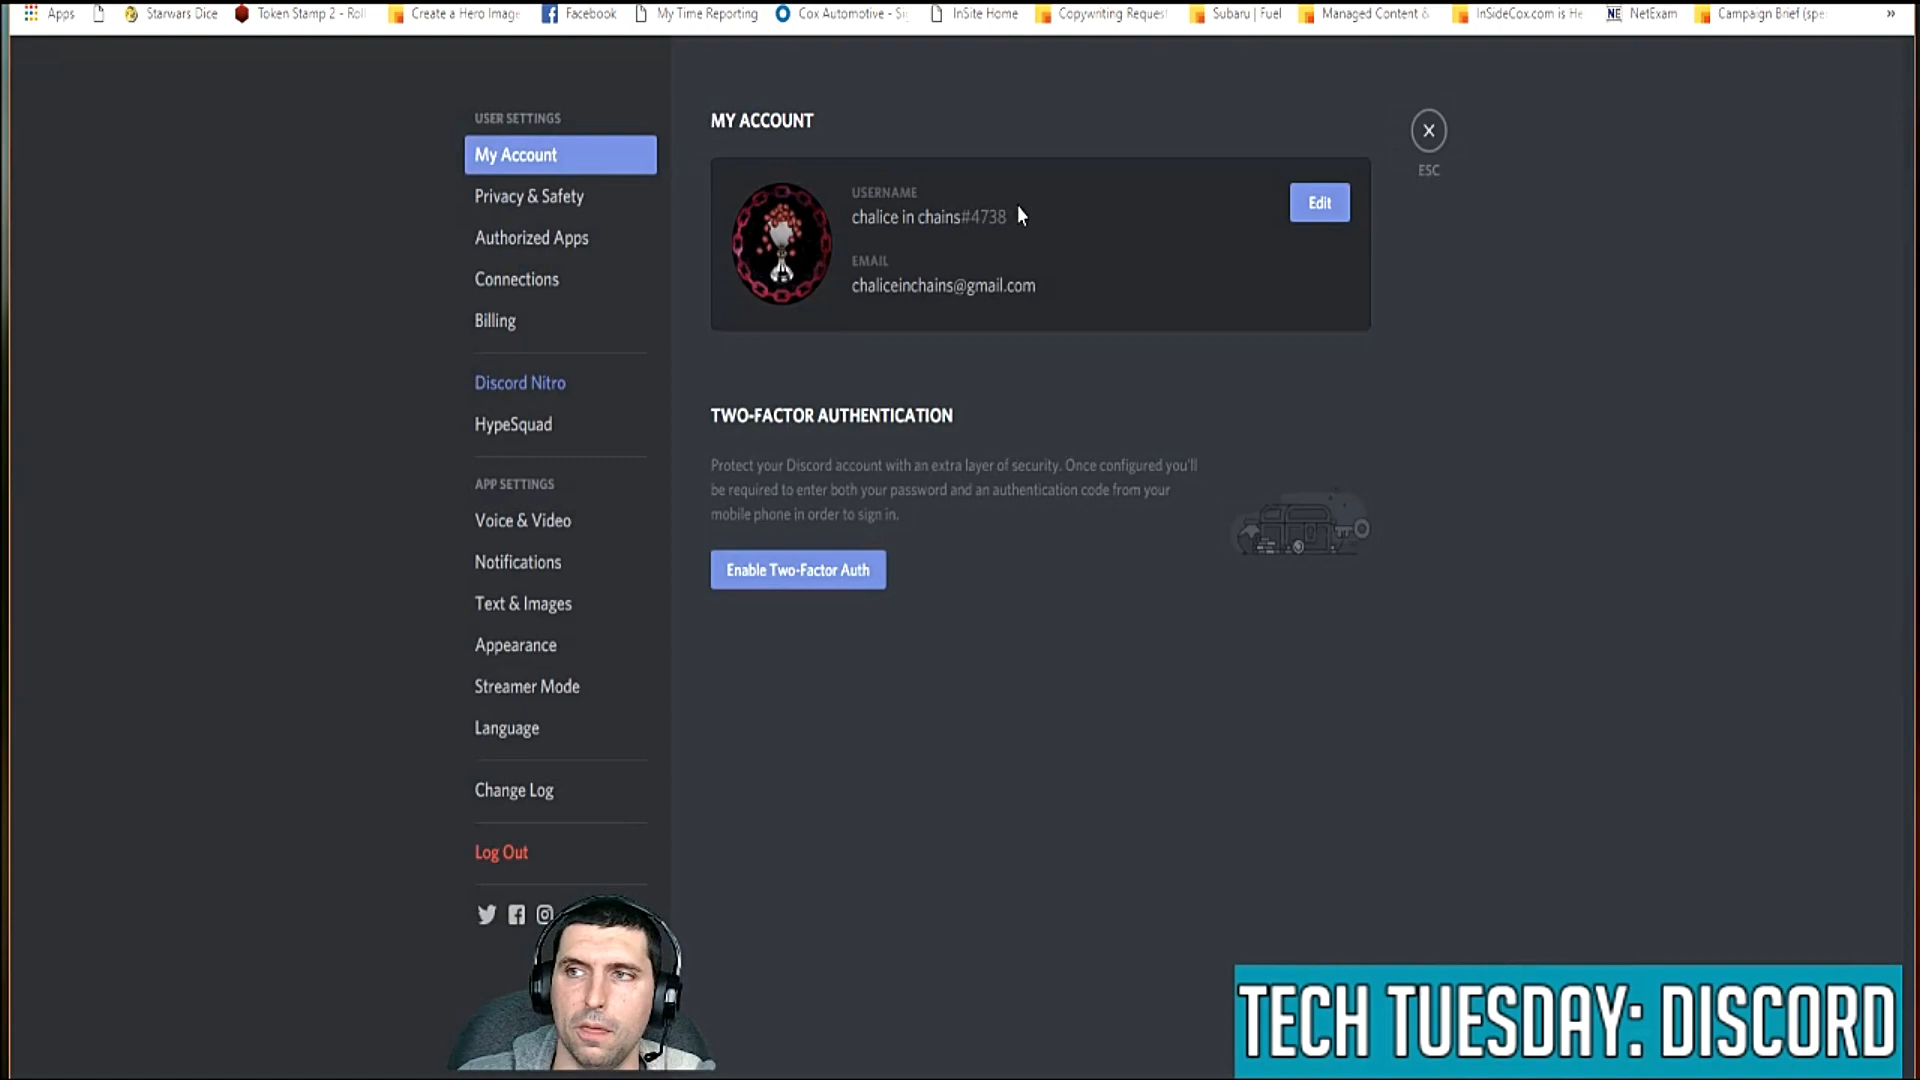 Apps Starwars Dice Token Stamp 2 - Roll Create a Hero Image Facebook My Time Reporting Cox Automotive - Si InSite Home Copywriting Request Subaru | Fuel Managed Content & InSideCox.com is He NE NetExam Campaign Brief (spe »
USER SETTINGS
My Account
Privacy & Safety
Authorized Apps
Connections
Billing
Discord Nitro
HypeSquad
APP SETTINGS
Voice & Video
Notifications
Text & Images
Appearance
Streamer Mode
Language
Change Log
Log Out
MY ACCOUNT
USERNAME
chalice in chains#4738
EMAIL
chaliceinchains@gmail.com
Edit
X
ESC
TWO-FACTOR AUTHENTICATION
Protect your Discord account with an extra layer of security. Once configured you'll
be required to enter both your password and an authentication code from your
mobile phone in order to sign in.
Enable Two-Factor Auth
TECH TUESDAY: DISCORD